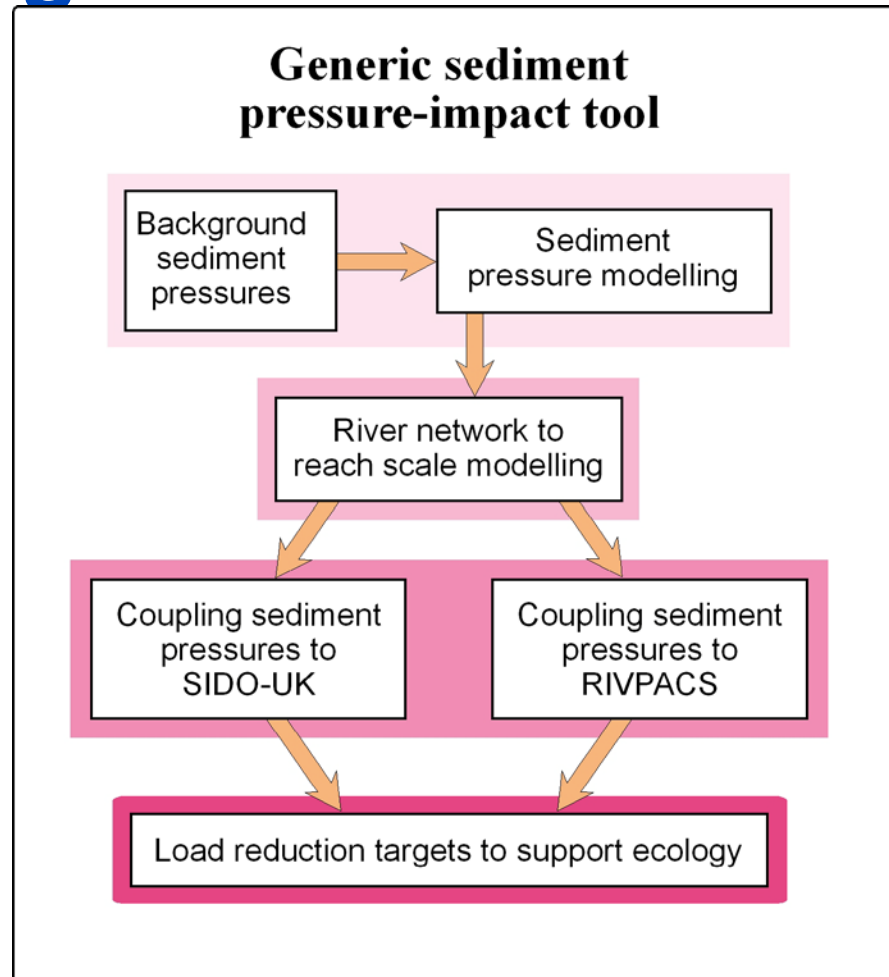 Generic sediment
pressure-impact tool
Background
sediment
pressures
Sediment
pressure modelling
River network to
reach scale modelling
Coupling sediment
pressures to
SIDO-UK
Coupling sediment
pressures to
RIVPACS
Load reduction targets to support ecology